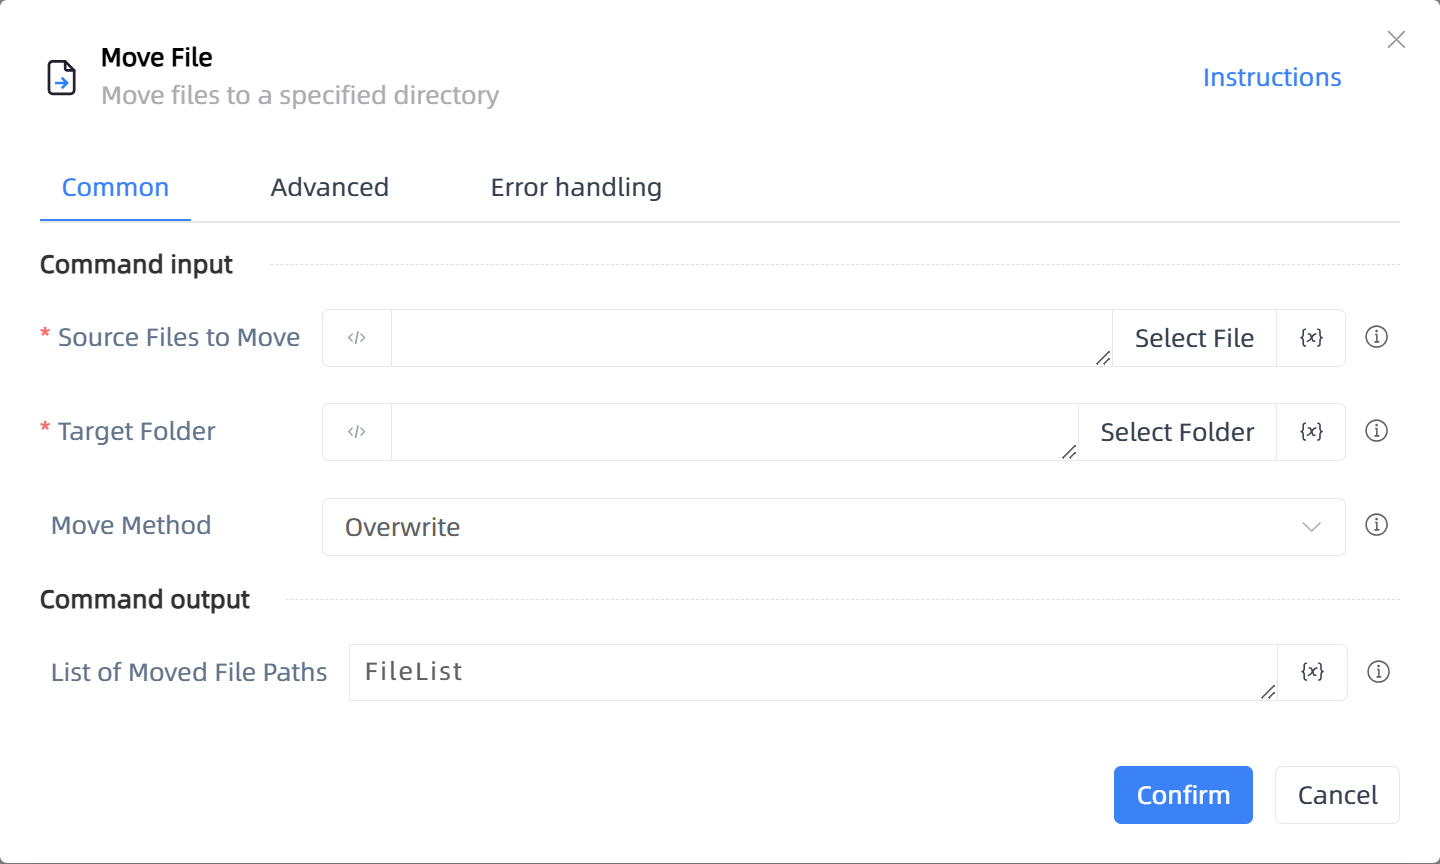 Move File
Move files to a specified directory
Instructions
Common Advanced Error handling
Command input
* Source Files to Move </> Select File {x}
* Target Folder </> Select Folder {x}
Move Method Overwrite
Command output
List of Moved File Paths FileList {x}
Confirm Cancel